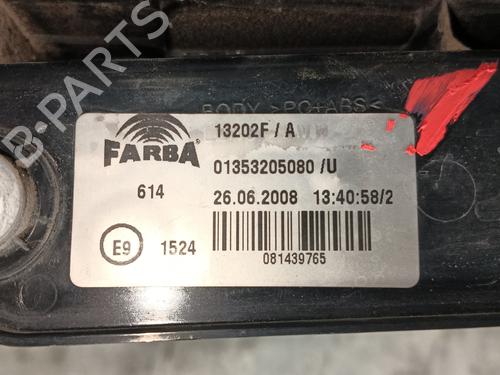 B-PARTS
BODY >PC+ABS<
FARBA®
13202F / A
01353205080 /U
614
26.06.2008 13:40:58/2
E9
1524
081439765